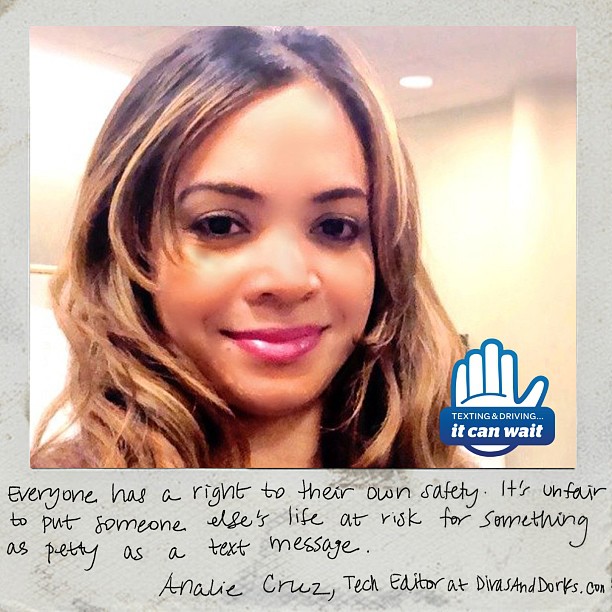 TEXTING & DRIVING...
it can wait
Everyone has a right to their own safety. It's unfair
to put someone else's life at risk for something
as petty as a text message.
Analie Cruz, Tech Editor at DivasAndDorks.com